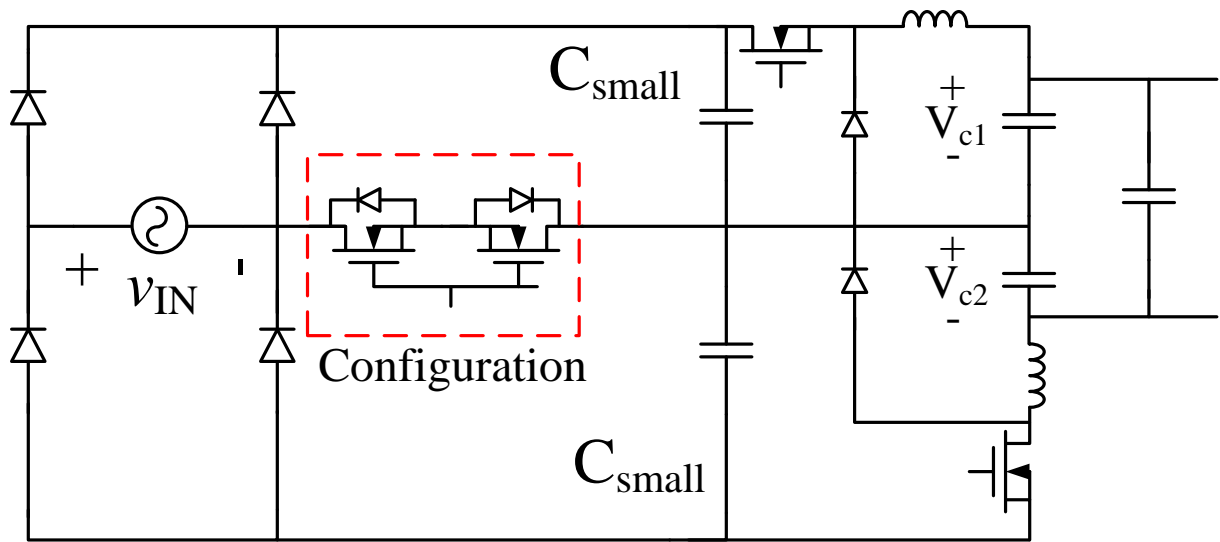 C_small
+
V_c1
-
+ -
v_IN
+
V_c2
-
Configuration
C_small